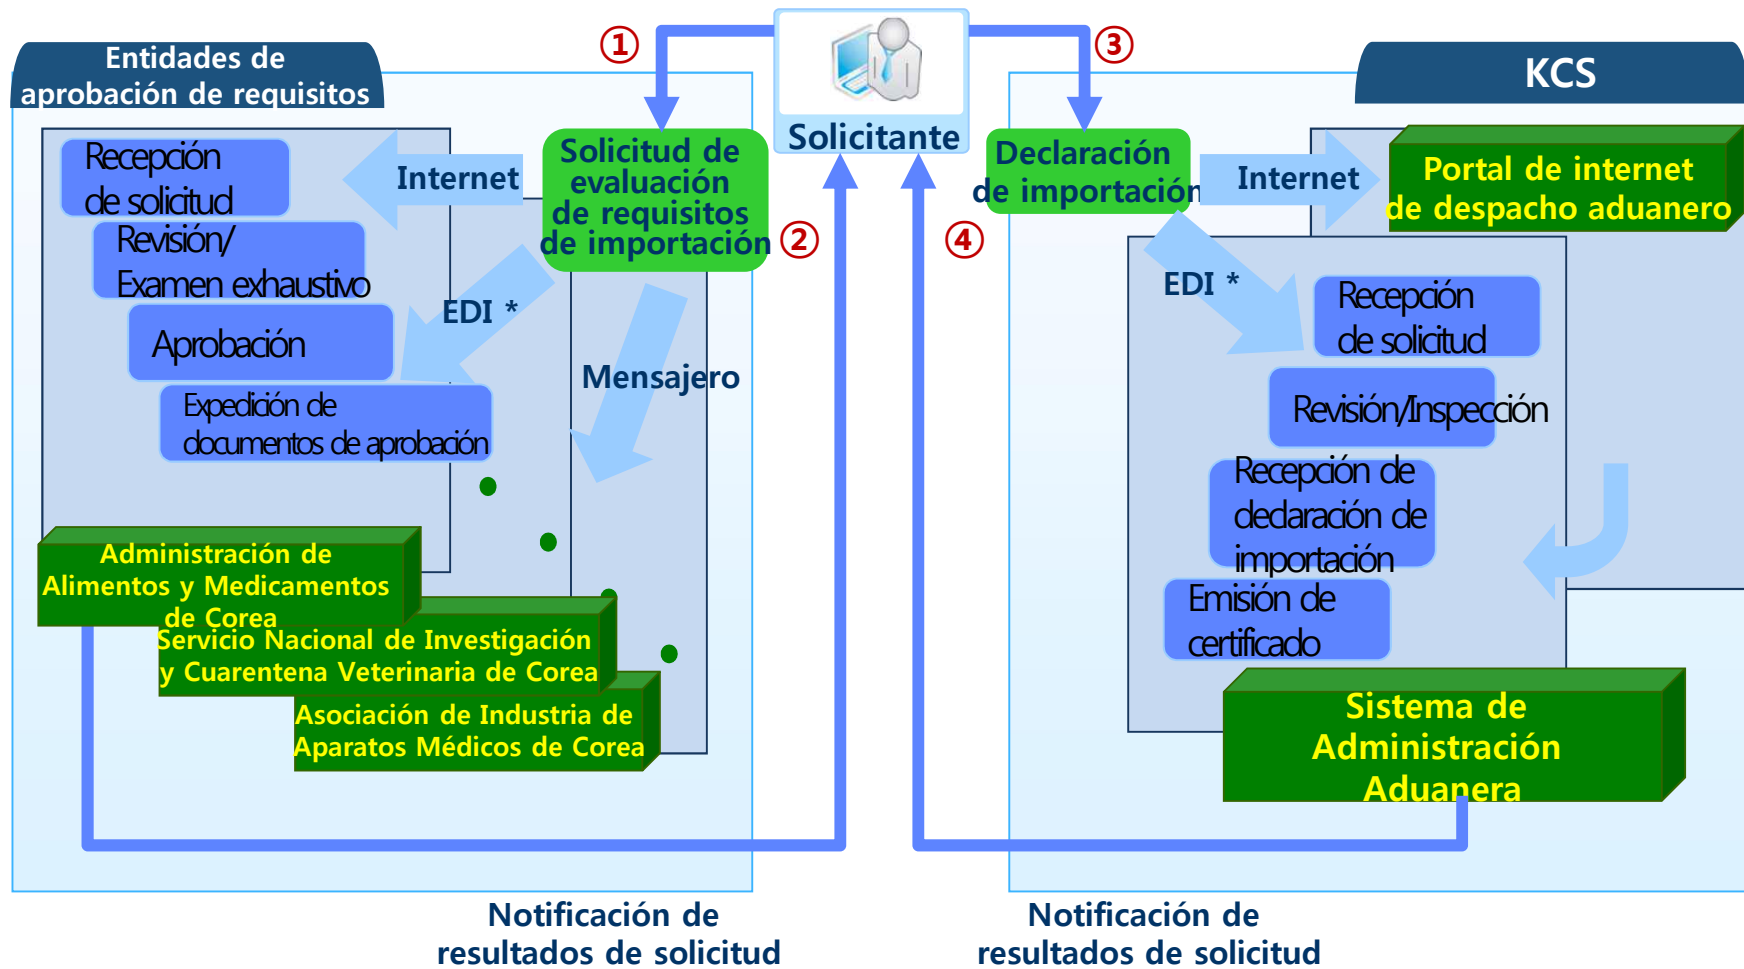 Entidades de
aprobación de requisitos
①
Solicitante
③
KCS
Recepción
de solicitud
Revisión/
Examen exhaustivo
Aprobación
Expedición de
documentos de aprobación
Internet
EDI *
Mensajero
Solicitud de
evaluación
de requisitos
de importación
②
④
Declaración
de importación
Internet
EDI *
Portal de internet
de despacho aduanero
Recepción
de solicitud
Revisión/Inspección
Recepción de
declaración de
importación
Emisión de
certificado
Administración de
Alimentos y Medicamentos
de Corea
Servicio Nacional de Investigación
y Cuarentena Veterinaria de Corea
Asociación de Industria de
Aparatos Médicos de Corea
Sistema de
Administración
Aduanera
Notificación de
resultados de solicitud
Notificación de
resultados de solicitud